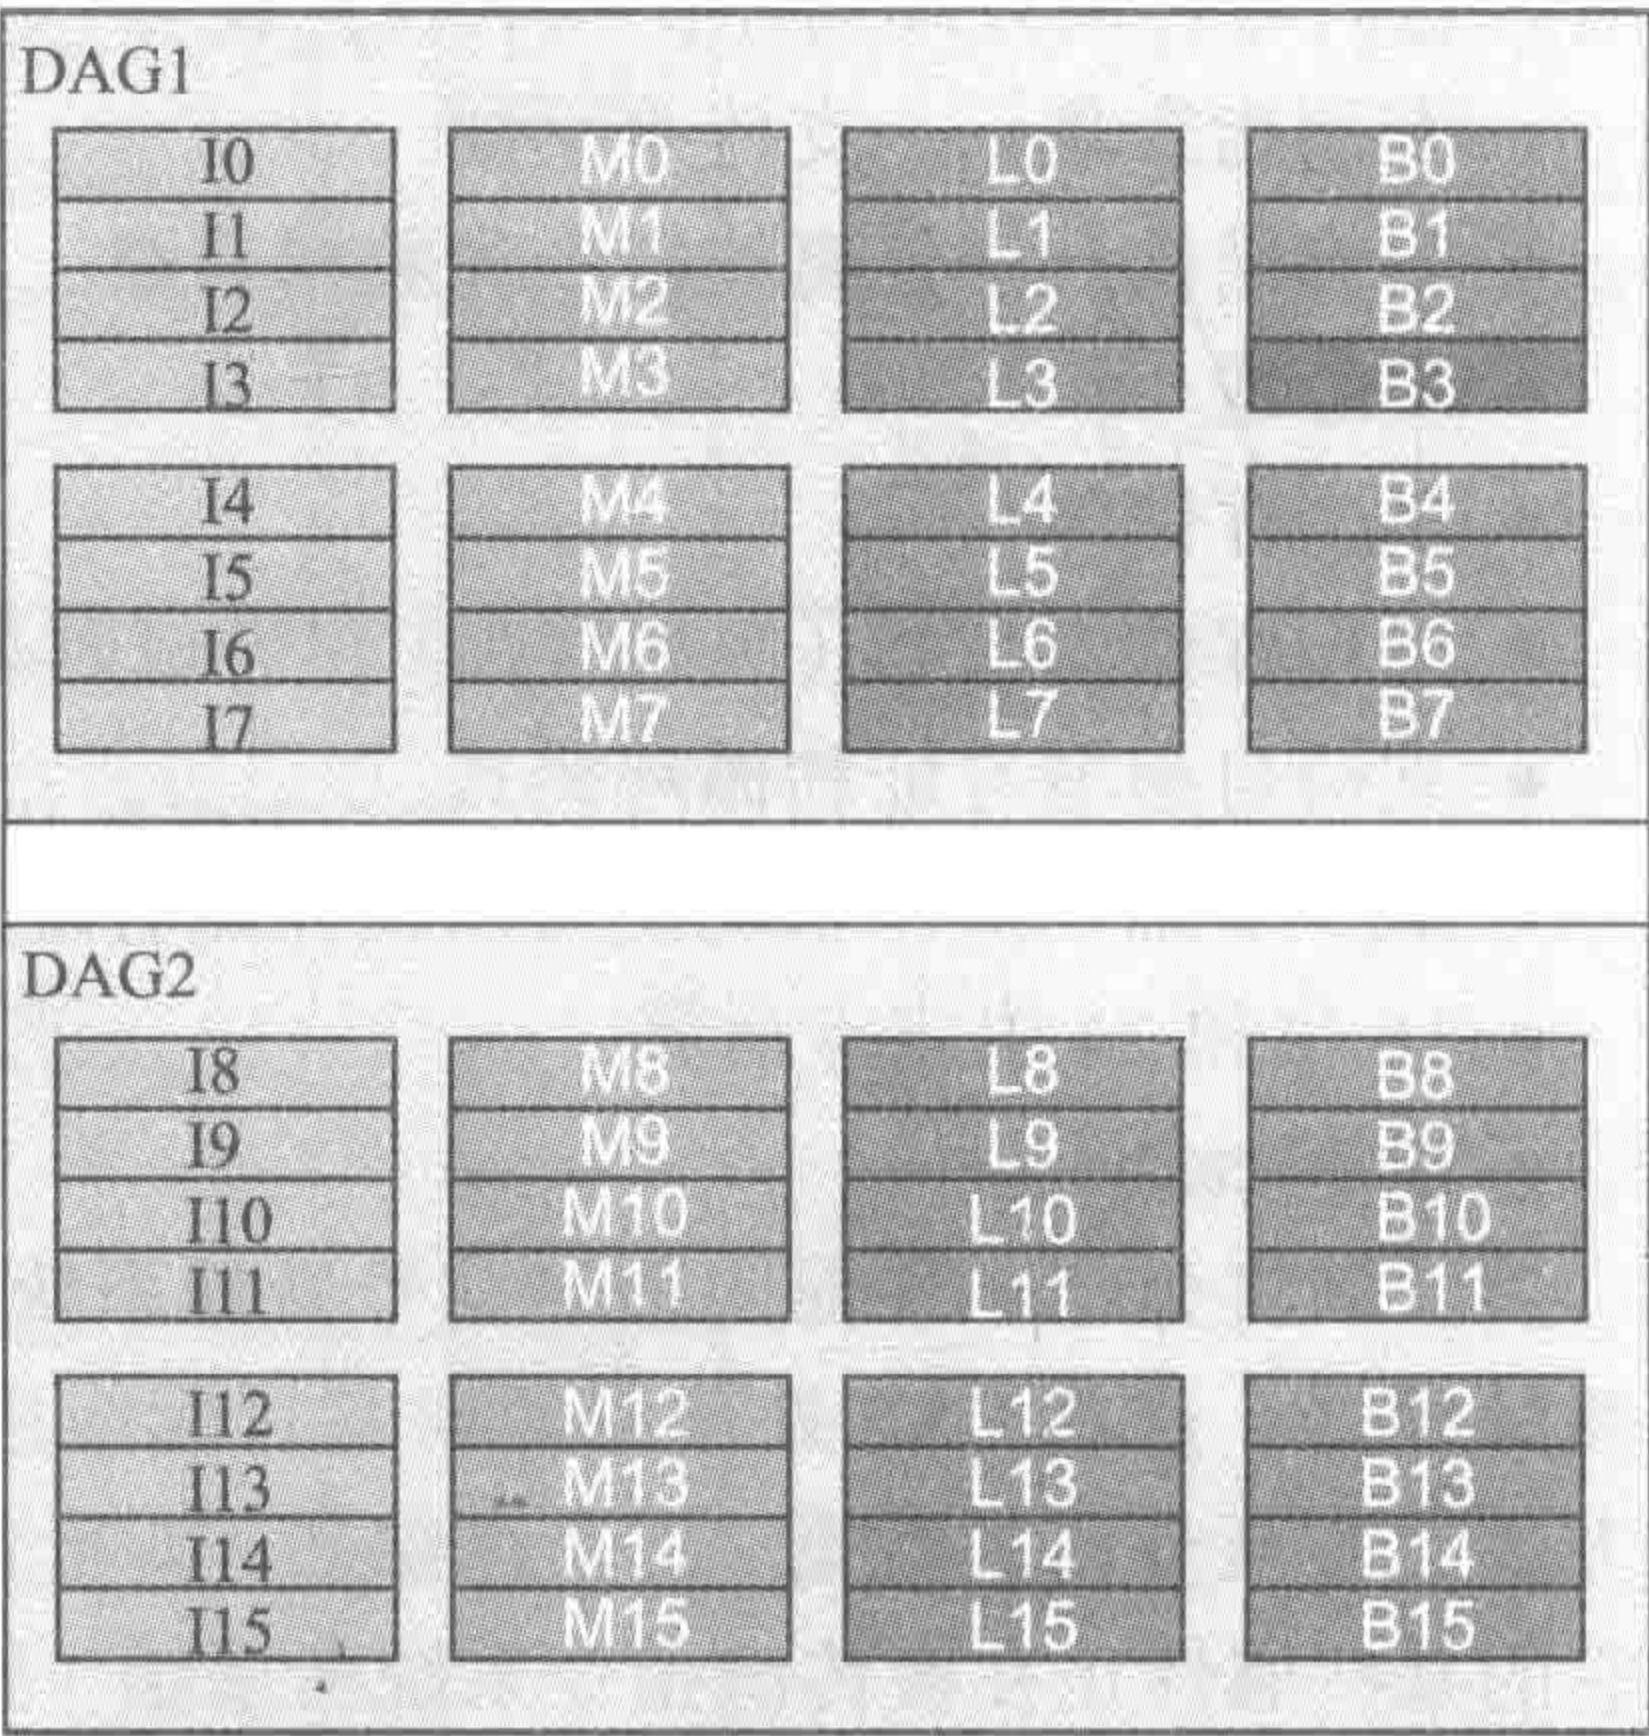 DAG1
I0 M0 L0 B0
I1 M1 L1 B1
I2 M2 L2 B2
I3 M3 L3 B3
I4 M4 L4 B4
I5 M5 L5 B5
I6 M6 L6 B6
I7 M7 L7 B7
DAG2
I8 M8 L8 B8
I9 M9 L9 B9
I10 M10 L10 B10
I11 M11 L11 B11
I12 M12 L12 B12
I13 M13 L13 B13
I14 M14 L14 B14
I15 M15 L15 B15